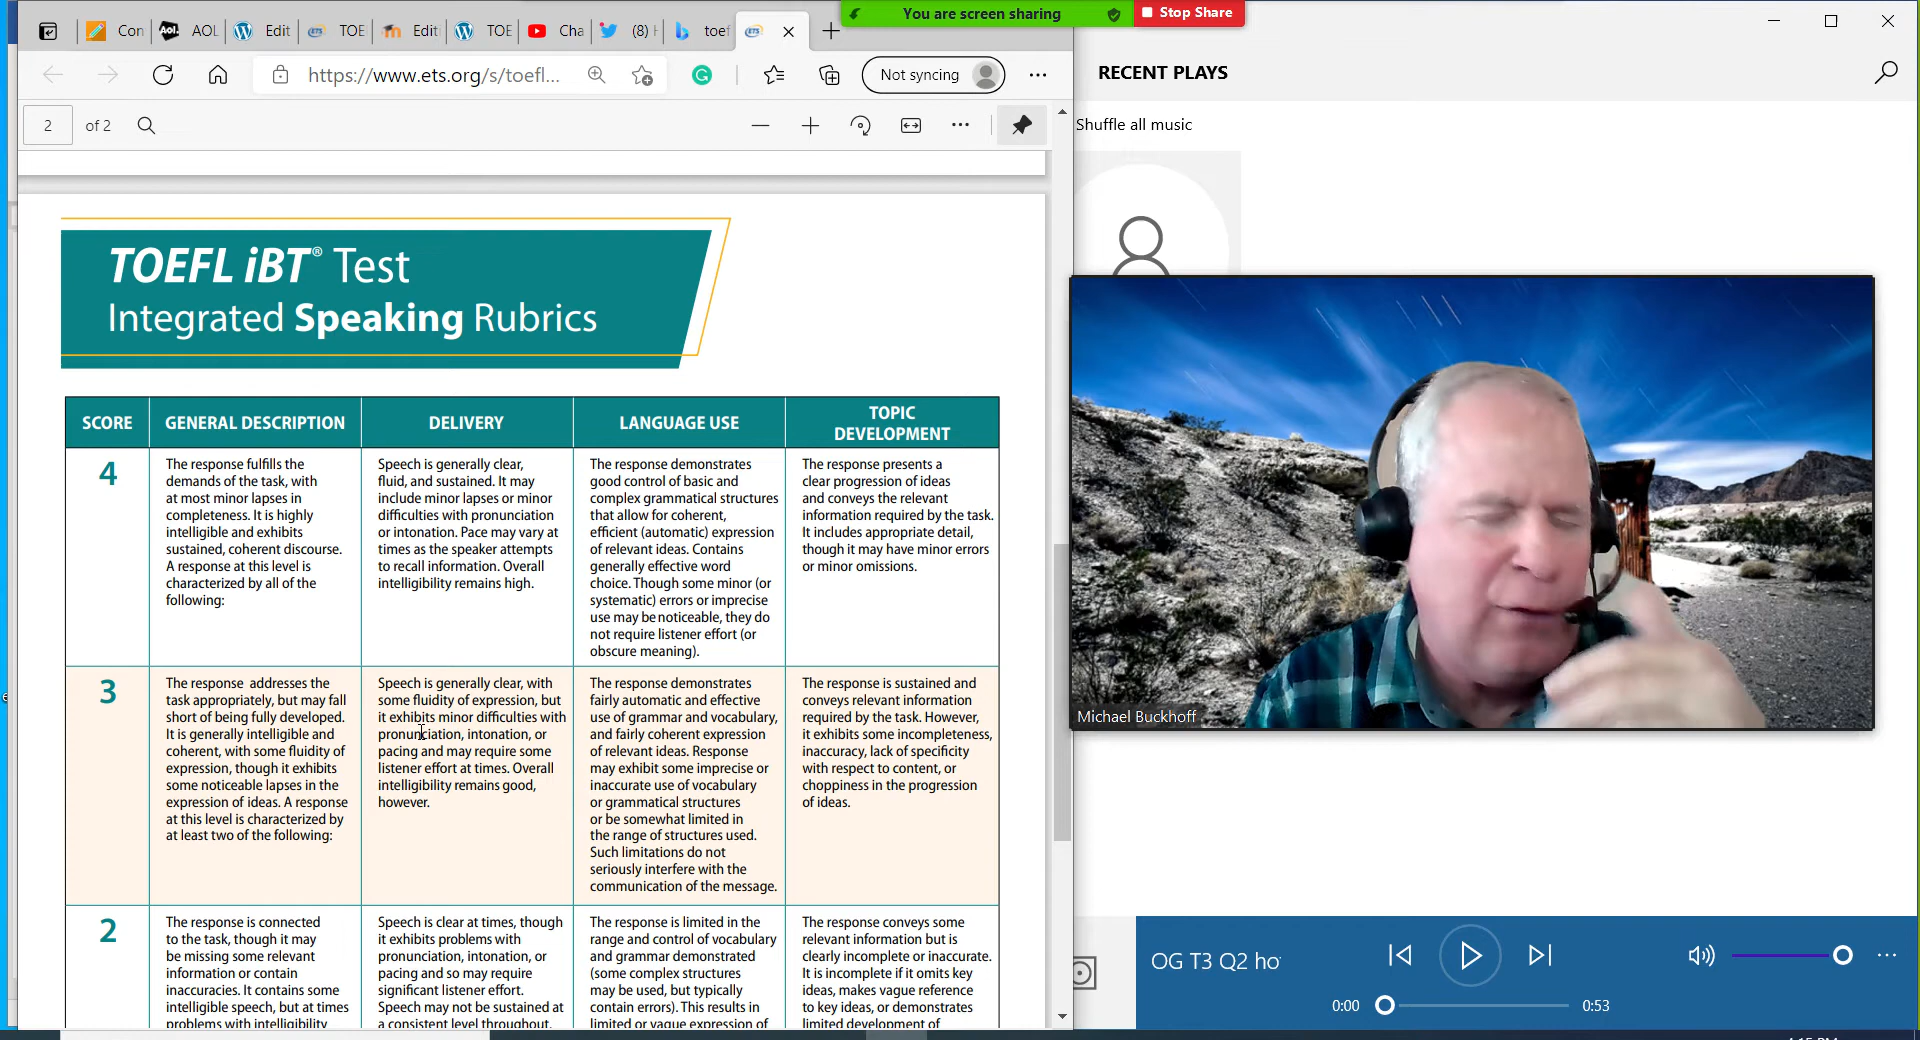 You are screen sharing
Stop Share
Con
AOL
Edit
TOE
Edit
TOE
Cha
(8)
toef
https://www.ets.org/s/toefl...
Not syncing
2 of 2
TOEFL iBT® Test
Integrated Speaking Rubrics
SCORE
GENERAL DESCRIPTION
DELIVERY
LANGUAGE USE
TOPIC
DEVELOPMENT
4
The response fulfills the
demands of the task, with
at most minor lapses in
completeness. It is highly
intelligible and exhibits
sustained, coherent discourse.
A response at this level is
characterized by all of the
following:
Speech is generally clear,
fluid, and sustained. It may
include minor lapses or minor
difficulties with pronunciation
or intonation. Pace may vary at
times as the speaker attempts
to recall information. Overall
intelligibility remains high.
The response demonstrates
good control of basic and
complex grammatical structures
that allow for coherent,
efficient (automatic) expression
of relevant ideas. Contains
generally effective word
choice. Though some minor (or
systematic) errors or imprecise
use may be noticeable, they do
not require listener effort (or
obscure meaning).
The response presents a
clear progression of ideas
and conveys the relevant
information required by the task.
It includes appropriate detail,
though it may have minor errors
or minor omissions.
3
The response addresses the
task appropriately, but may fall
short of being fully developed.
It is generally intelligible and
coherent, with some fluidity of
expression, though it exhibits
some noticeable lapses in the
expression of ideas. A response
at this level is characterized by
at least two of the following:
Speech is generally clear, with
some fluidity of expression, but
it exhibits minor difficulties with
pronunciation, intonation, or
pacing and may require some
listener effort at times. Overall
intelligibility remains good,
however.
The response demonstrates
fairly automatic and effective
use of grammar and vocabulary,
and fairly coherent expression
of relevant ideas. Response
may exhibit some imprecise or
inaccurate use of vocabulary
or grammatical structures
or be somewhat limited in
the range of structures used.
Such limitations do not
seriously interfere with the
communication of the message.
The response is sustained and
conveys relevant information
required by the task. However,
it exhibits some incompleteness,
inaccuracy, lack of specificity
with respect to content, or
choppiness in the progression
of ideas.
2
The response is connected
to the task, though it may
be missing some relevant
information or contain
inaccuracies. It contains some
intelligible speech, but at times
problems with intelligibility
Speech is clear at times, though
it exhibits problems with
pronunciation, intonation, or
pacing and so may require
significant listener effort.
Speech may not be sustained at
a consistent level throughout.
The response is limited in the
range and control of vocabulary
and grammar demonstrated
(some complex structures
may be used, but typically
contain errors). This results in
limited or vague expression of
The response conveys some
relevant information but is
clearly incomplete or inaccurate.
It is incomplete if it omits key
ideas, makes vague reference
to key ideas, or demonstrates
limited development of
RECENT PLAYS
Shuffle all music
Michael Buckhoff
OG T3 Q2 ho
0:00
0:53